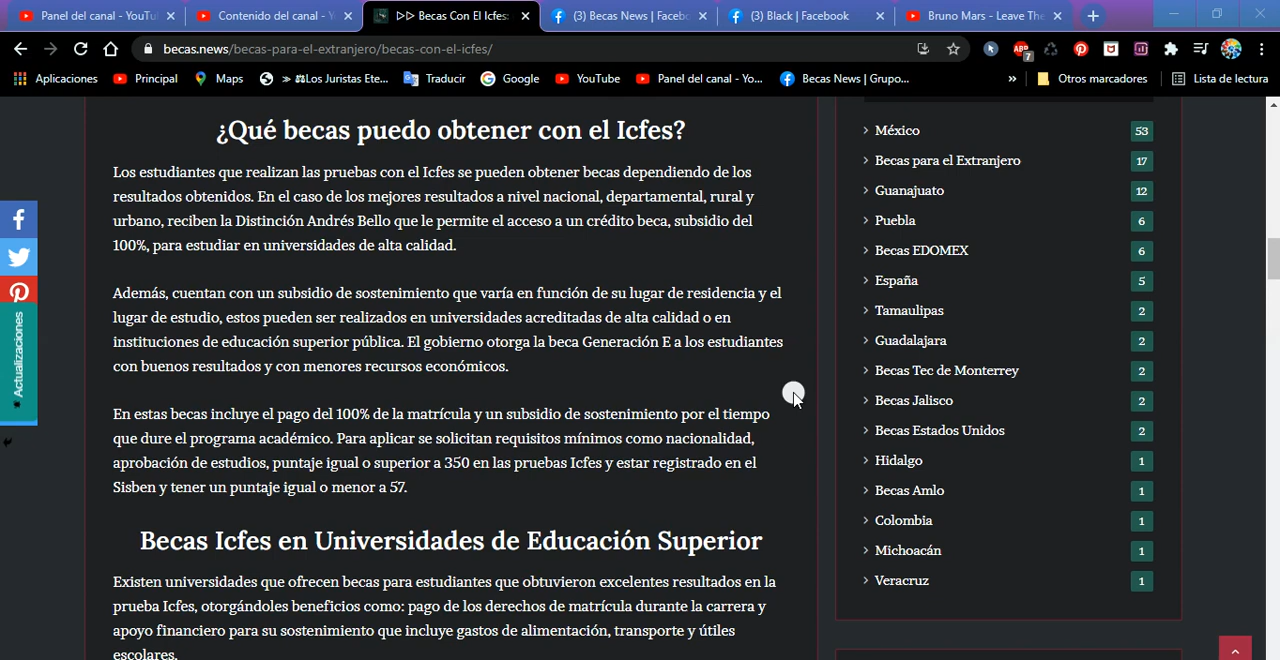 Panel del canal - YouTu
Contenido del canal - Y
▷▷ Becas Con El Icfes:
(3) Becas News | Faceb
(3) Black | Facebook
Bruno Mars - Leave The
becas.news/becas-para-el-extranjero/becas-con-el-icfes/
ABP
7
Aplicaciones
Principal
Maps
» ⚖Los Juristas Ete...
Traducir
Google
YouTube
Panel del canal - Yo...
Becas News | Grupo...
»
Otros marcadores
Lista de lectura
¿Qué becas puedo obtener con el Icfes?
Los estudiantes que realizan las pruebas con el Icfes se pueden obtener becas dependiendo de los
resultados obtenidos. En el caso de los mejores resultados a nivel nacional, departamental, rural y
urbano, reciben la Distinción Andrés Bello que le permite el acceso a un crédito beca, subsidio del
100%, para estudiar en universidades de alta calidad.
Además, cuentan con un subsidio de sostenimiento que varía en función de su lugar de residencia y el
lugar de estudio, estos pueden ser realizados en universidades acreditadas de alta calidad o en
instituciones de educación superior pública. El gobierno otorga la beca Generación E a los estudiantes
con buenos resultados y con menores recursos económicos.
En estas becas incluye el pago del 100% de la matrícula y un subsidio de sostenimiento por el tiempo
que dure el programa académico. Para aplicar se solicitan requisitos mínimos como nacionalidad,
aprobación de estudios, puntaje igual o superior a 350 en las pruebas Icfes y estar registrado en el
Sisben y tener un puntaje igual o menor a 57.
Becas Icfes en Universidades de Educación Superior
Existen universidades que ofrecen becas para estudiantes que obtuvieron excelentes resultados en la
prueba Icfes, otorgándoles beneficios como: pago de los derechos de matrícula durante la carrera y
apoyo financiero para su sostenimiento que incluye gastos de alimentación, transporte y útiles
escolares.
Actualizaciones
México 53
Becas para el Extranjero 17
Guanajuato 12
Puebla 6
Becas EDOMEX 6
España 5
Tamaulipas 2
Guadalajara 2
Becas Tec de Monterrey 2
Becas Jalisco 2
Becas Estados Unidos 2
Hidalgo 1
Becas Amlo 1
Colombia 1
Michoacán 1
Veracruz 1